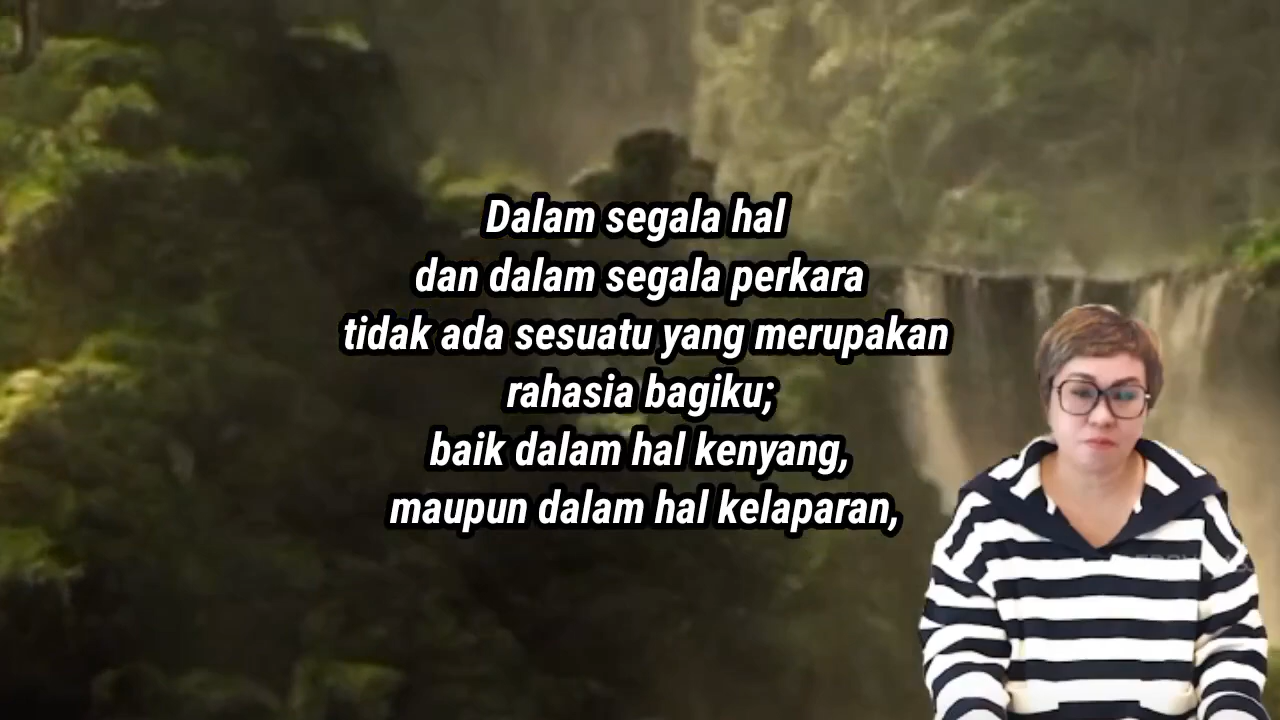 Dalam segala hal
dan dalam segala perkara
tidak ada sesuatu yang merupakan
rahasia bagiku;
baik dalam hal kenyang,
maupun dalam hal kelaparan,